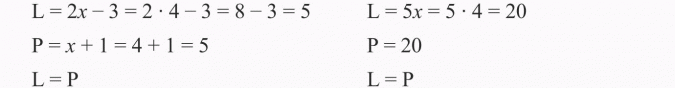 L = 2x – 3 = 2 · 4 – 3 = 8 – 3 = 5
P = x + 1 = 4 + 1 = 5
L = P
L = 5x = 5 · 4 = 20
P = 20
L = P